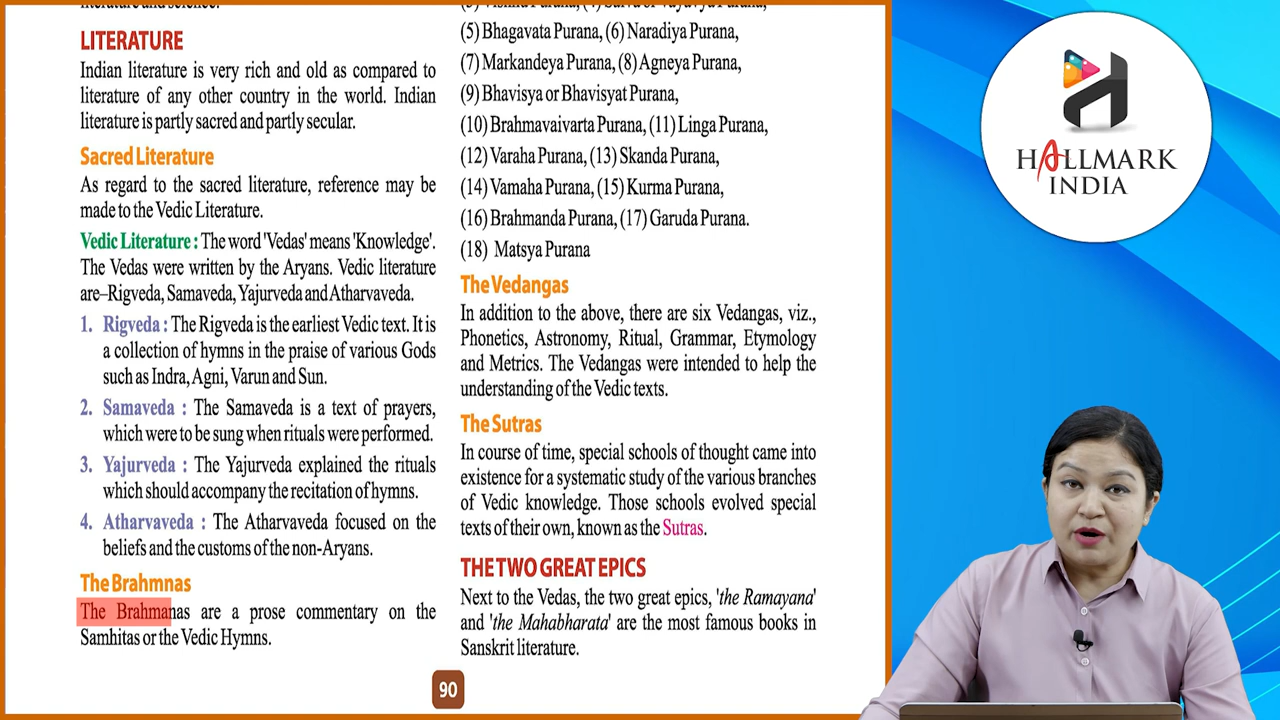 literature and science.
LITERATURE
Indian literature is very rich and old as compared to
literature of any other country in the world. Indian
literature is partly sacred and partly secular.
Sacred Literature
As regard to the sacred literature, reference may be
made to the Vedic Literature.
Vedic Literature : The word 'Vedas' means 'Knowledge'.
The Vedas were written by the Aryans. Vedic literature
are–Rigveda, Samaveda, Yajurveda and Atharvaveda.
1. Rigveda : The Rigveda is the earliest Vedic text. It is
a collection of hymns in the praise of various Gods
such as Indra, Agni, Varun and Sun.
2. Samaveda : The Samaveda is a text of prayers,
which were to be sung when rituals were performed.
3. Yajurveda : The Yajurveda explained the rituals
which should accompany the recitation of hymns.
4. Atharvaveda : The Atharvaveda focused on the
beliefs and the customs of the non-Aryans.
The Brahmnas
The Brahmanas are a prose commentary on the
Samhitas or the Vedic Hymns.
(5) Bhagavata Purana, (6) Naradiya Purana,
(7) Markandeya Purana, (8) Agneya Purana,
(9) Bhavisya or Bhavisyat Purana,
(10) Brahmavaivarta Purana, (11) Linga Purana,
(12) Varaha Purana, (13) Skanda Purana,
(14) Vamaha Purana, (15) Kurma Purana,
(16) Brahmanda Purana, (17) Garuda Purana.
(18) Matsya Purana
The Vedangas
In addition to the above, there are six Vedangas, viz.,
Phonetics, Astronomy, Ritual, Grammar, Etymology
and Metrics. The Vedangas were intended to help the
understanding of the Vedic texts.
The Sutras
In course of time, special schools of thought came into
existence for a systematic study of the various branches
of Vedic knowledge. Those schools evolved special
texts of their own, known as the Sutras.
THE TWO GREAT EPICS
Next to the Vedas, the two great epics, 'the Ramayana'
and 'the Mahabharata' are the most famous books in
Sanskrit literature.
90
HALLMARK
INDIA